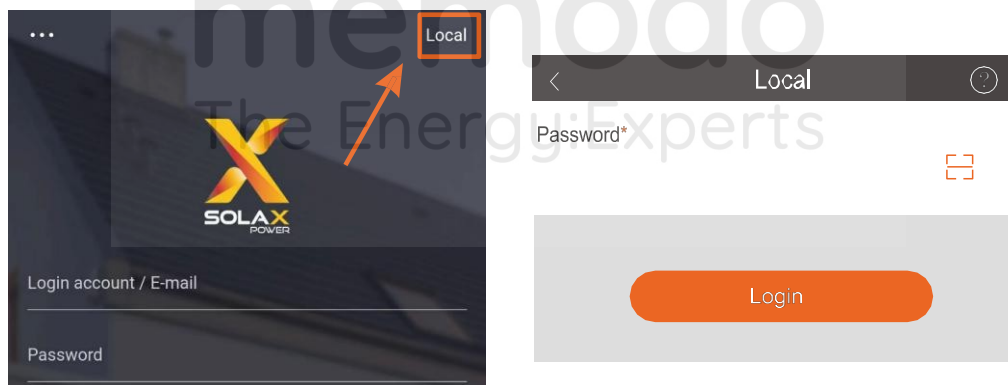 memodo
The Energy:Experts
...
Local
SOLAX
POWER
Login account / E-mail
Password
<
Local
?
Password*
Login